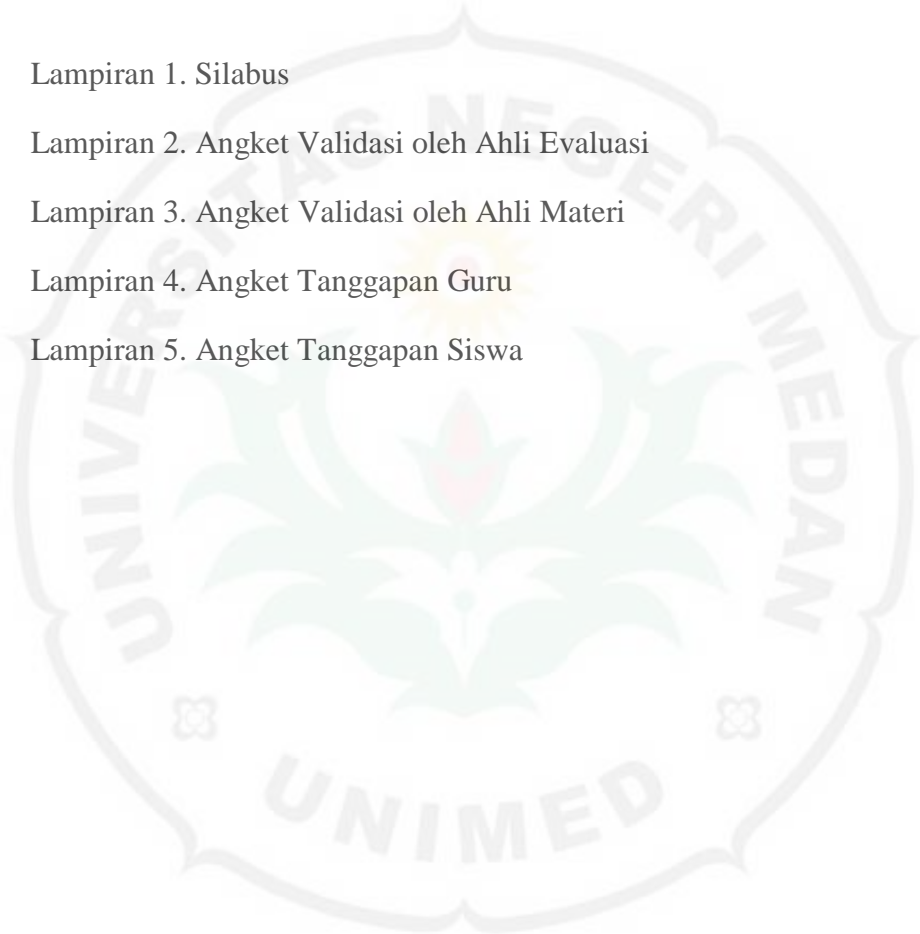 Lampiran 1. Silabus
Lampiran 2. Angket Validasi oleh Ahli Evaluasi
Lampiran 3. Angket Validasi oleh Ahli Materi
Lampiran 4. Angket Tanggapan Guru
Lampiran 5. Angket Tanggapan Siswa
UNIVERSITAS NEGERI MEDAN
UNIMED